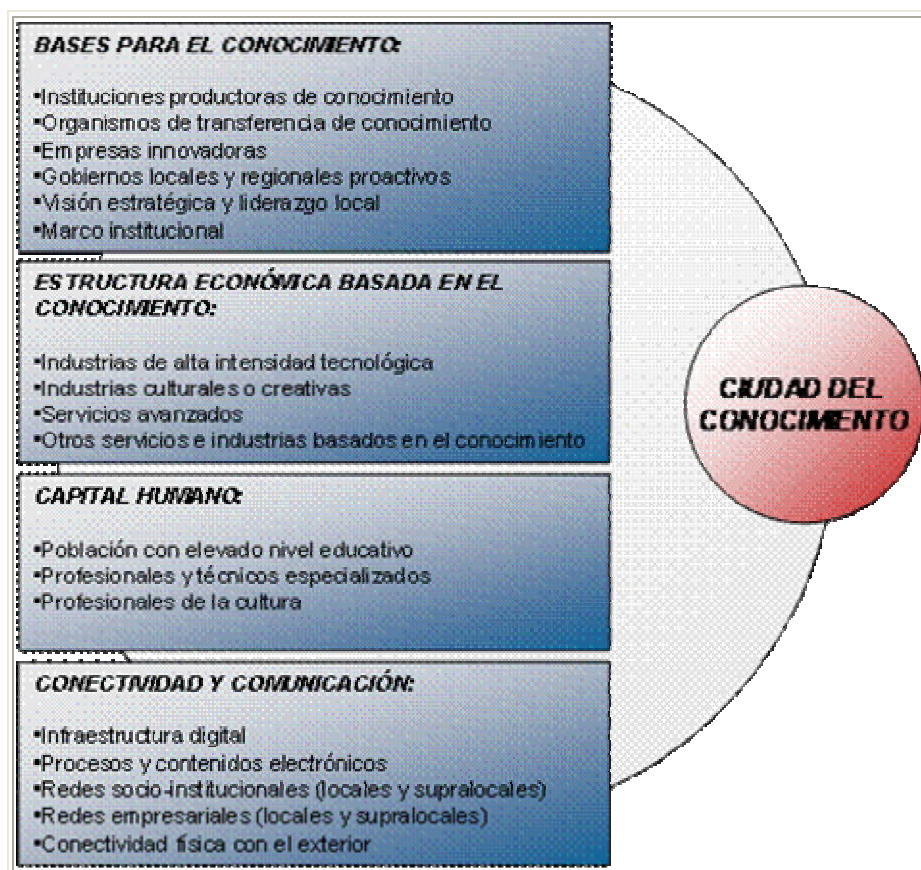 BASES PARA EL CONOCIMIENTO:
▪Instituciones productoras de conocimiento
▪Organismos de transferencia de conocimiento
▪Empresas innovadoras
▪Gobiernos locales y regionales proactivos
▪Visión estratégica y liderazgo local
▪Marco institucional
ESTRUCTURA ECONÓMICA BASADA EN EL
CONOCIMIENTO:
▪Industrias de alta intensidad tecnológica
▪Industrias culturales o creativas
▪Servicios avanzados
▪Otros servicios e industrias basados en el conocimiento
CAPITAL HUMANO:
▪Población con elevado nivel educativo
▪Profesionales y técnicos especializados
▪Profesionales de la cultura
CONECTIVIDAD Y COMUNICACIÓN:
▪Infraestructura digital
▪Procesos y contenidos electrónicos
▪Redes socio-institucionales (locales y supralocales)
▪Redes empresariales (locales y supralocales)
▪Conectividad física con el exterior
CIUDAD DEL
CONOCIMIENTO